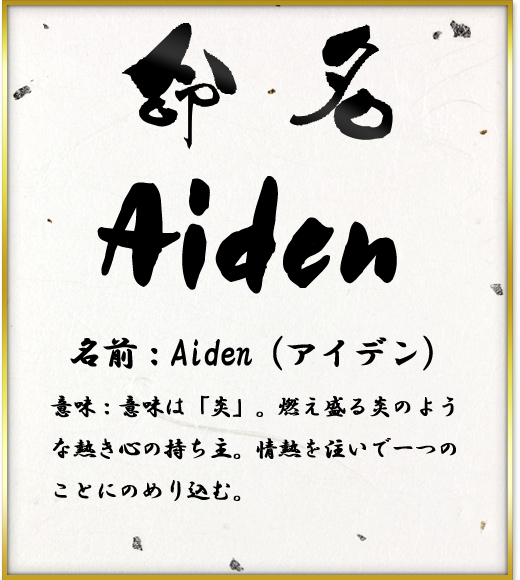 命名
Aiden
名前：Aiden（アイデン）
意味：意味は「炎」。燃え盛る炎のよう
な熱き心の持ち主。情熱を注いで一つの
ことにのめり込む。